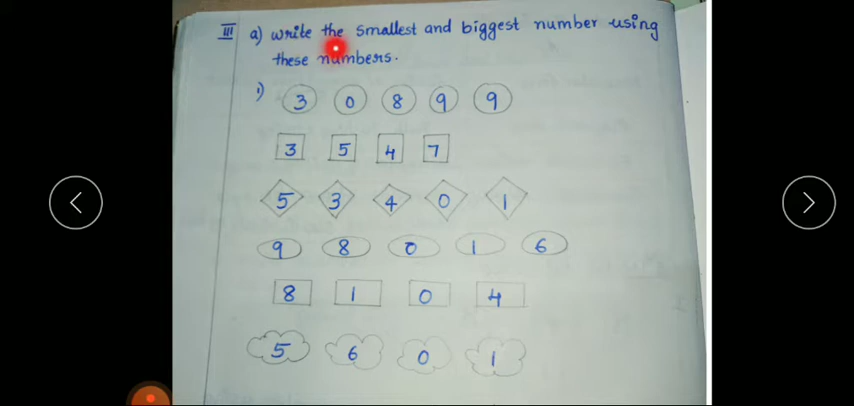 III a) write the smallest and biggest number using
these numbers.
1) 3 0 8 9 9
3 5 4 7
5 3 4 0 1
9 8 0 1 6
8 1 0 4
5 6 0 1